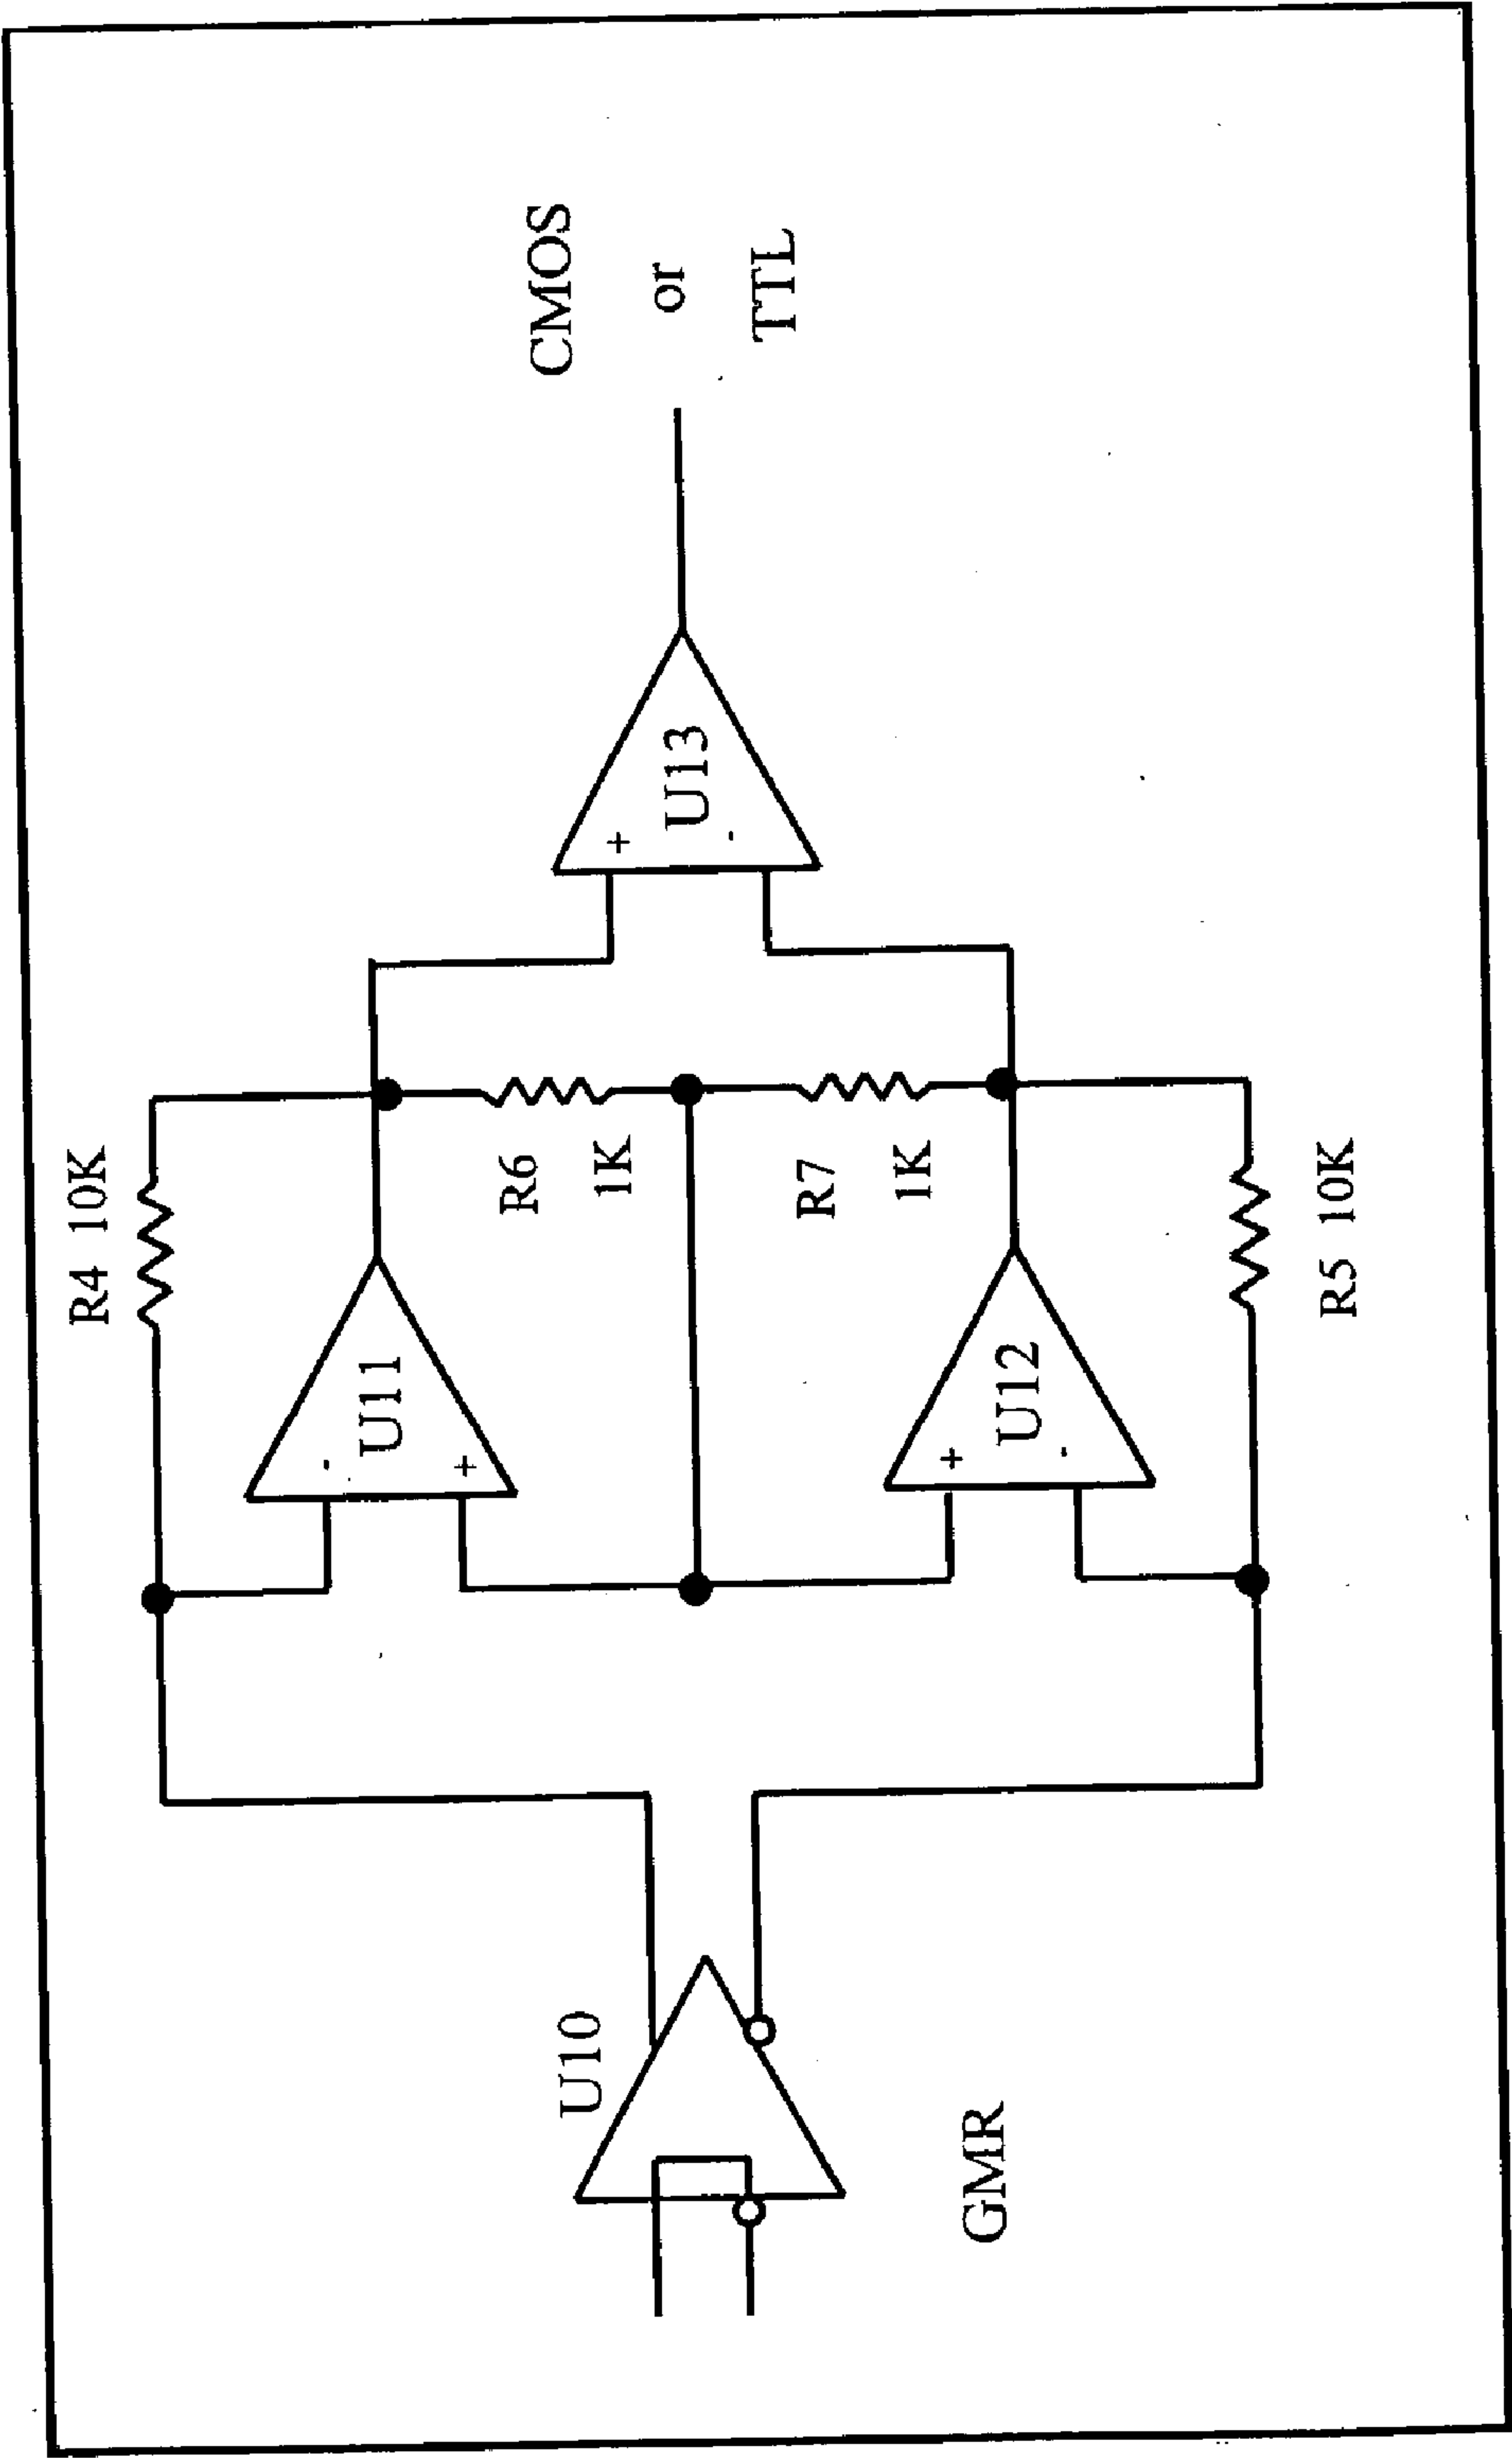 R4 10K
- U11 +
R6
1K
R7
1K
+ U12 -
R5 10K
+ U13 -
CMOS
or
TTL
U10
GMR